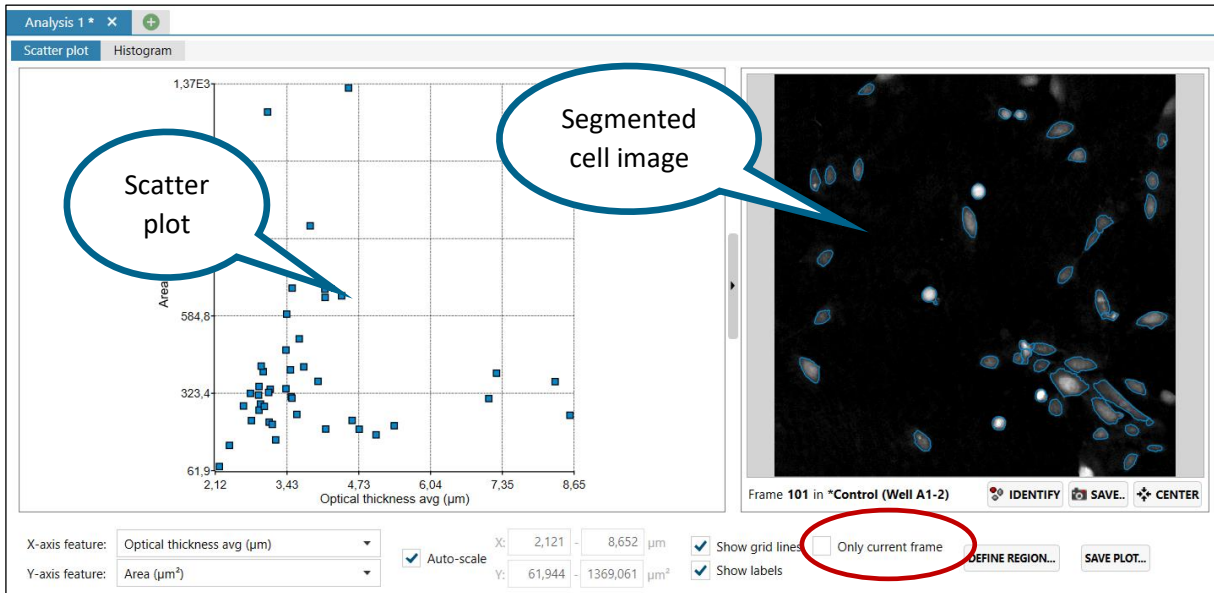 Analysis 1 *
Scatter plot Histogram
1,37E3
Scatter
plot
Segmented
cell image
Area
584,8
323,4
61,9
2,12 3,43 4,73 6,04 7,35 8,65
Optical thickness avg (µm)
Frame 101 in *Control (Well A1-2) IDENTIFY SAVE.. CENTER
X-axis feature: Optical thickness avg (µm)
Y-axis feature: Area (µm²)
Auto-scale
X: 2,121 - 8,652 µm
Y: 61,944 - 1369,061 µm²
Show grid lines
Show labels
Only current frame
DEFINE REGION...
SAVE PLOT...